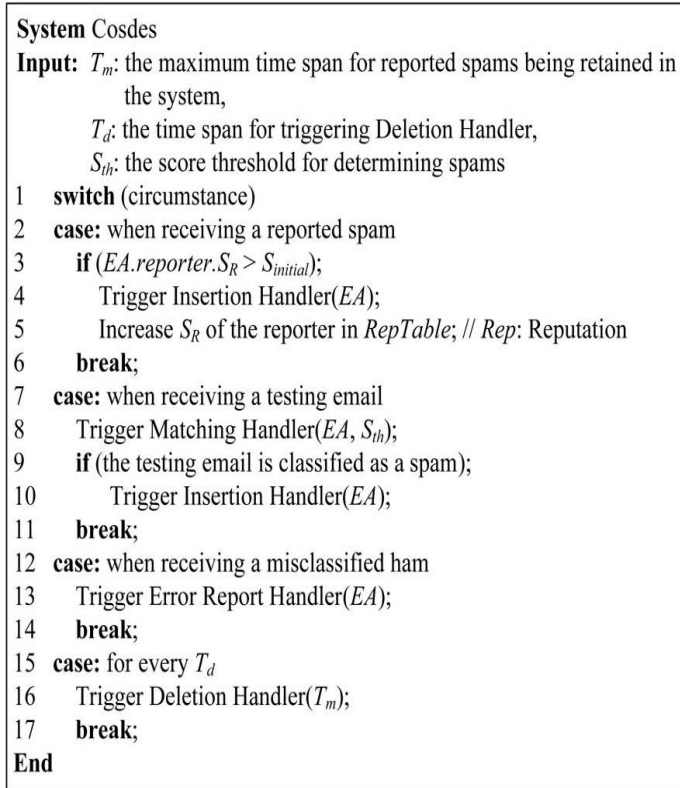 System Cosdes
Input: Tm: the maximum time span for reported spams being retained in
the system,
Td: the time span for triggering Deletion Handler,
Sth: the score threshold for determining spams
1 switch (circumstance)
2 case: when receiving a reported spam
3 if (EA.reporter.SR > Sinitial);
4 Trigger Insertion Handler(EA);
5 Increase SR of the reporter in RepTable; // Rep: Reputation
6 break;
7 case: when receiving a testing email
8 Trigger Matching Handler(EA, Sth);
9 if (the testing email is classified as a spam);
10 Trigger Insertion Handler(EA);
11 break;
12 case: when receiving a misclassified ham
13 Trigger Error Report Handler(EA);
14 break;
15 case: for every Td
16 Trigger Deletion Handler(Tm);
17 break;
End